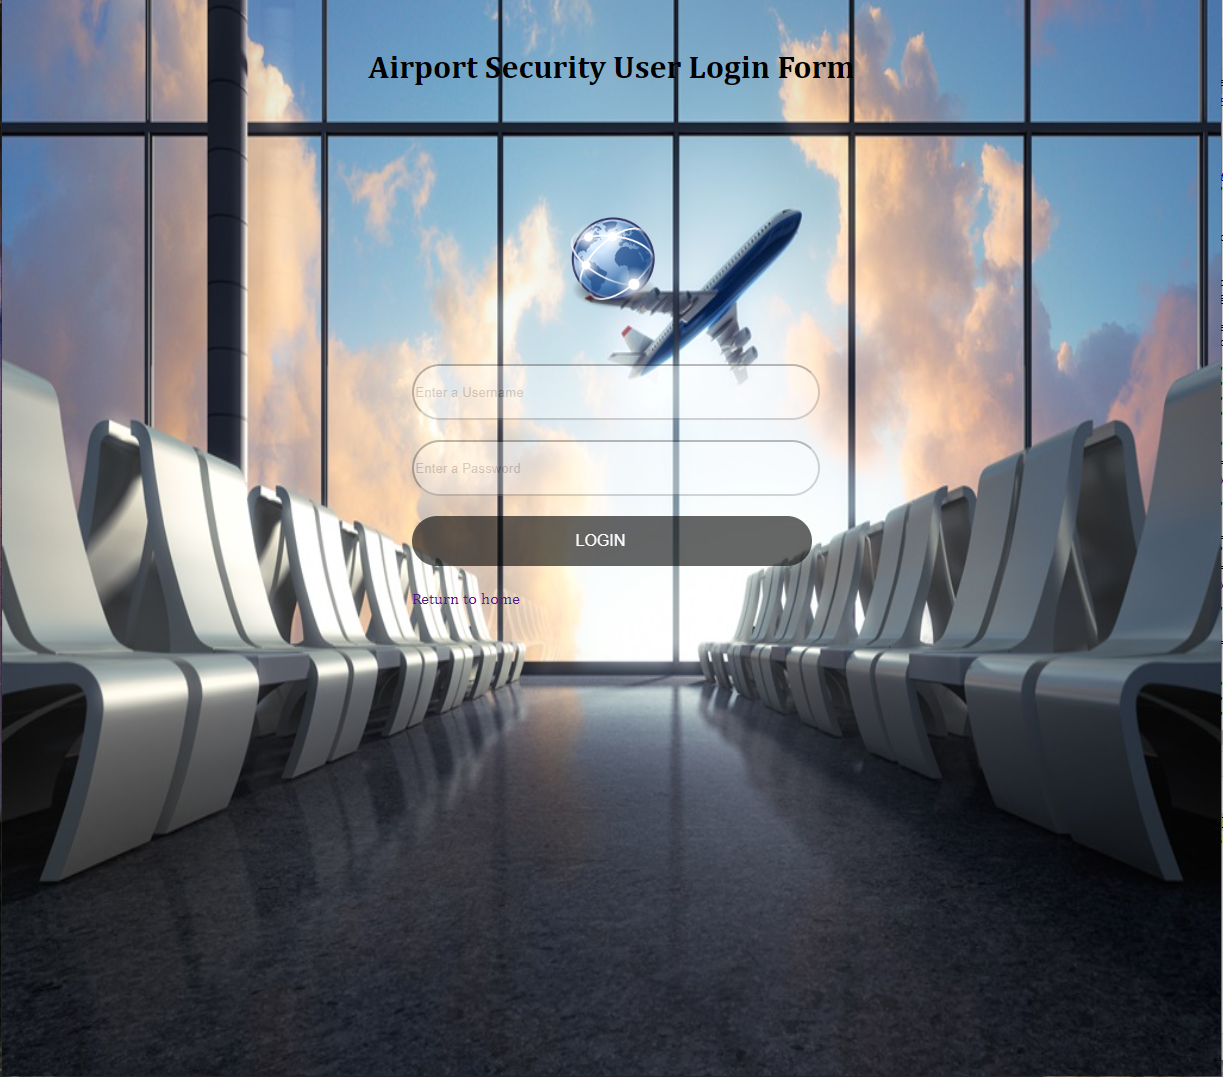 Airport Security User Login Form
Enter a Username
Enter a Password
LOGIN
Return to home